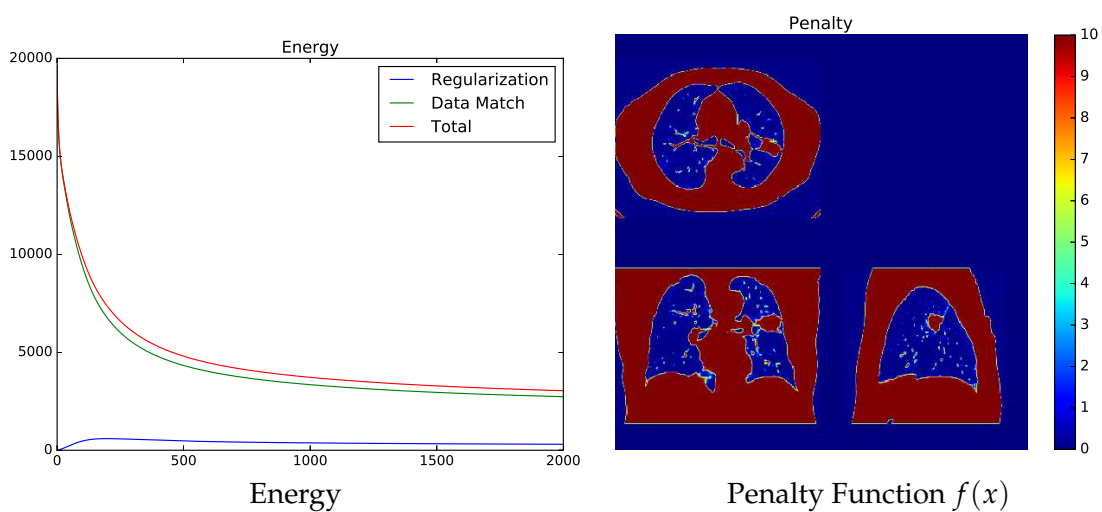 Energy
20000
15000
10000
5000
0
0 500 1000 1500 2000
Regularization
Data Match
Total
Energy
Penalty
10
9
8
7
6
5
4
3
2
1
0
Penalty Function f(x)